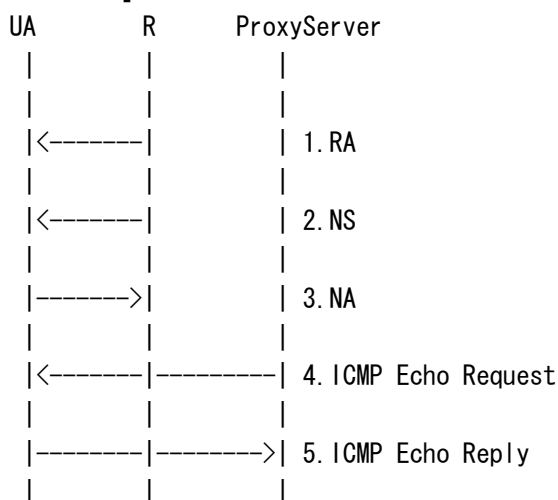 UA R ProxyServer
| | |
| | |
|<-------| | 1.RA
| | |
|<-------| | 2.NS
| | |
|------->| | 3.NA
| | |
|<-------|---------| 4.ICMP Echo Request
| | |
|--------|-------->| 5.ICMP Echo Reply
| | |